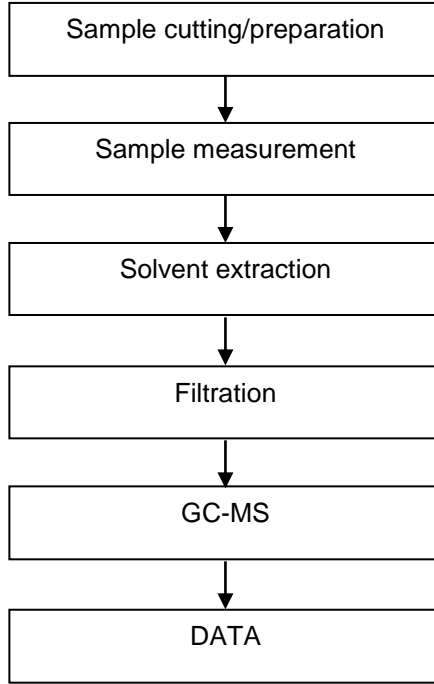 Sample cutting/preparation
Sample measurement
Solvent extraction
Filtration
GC-MS
DATA